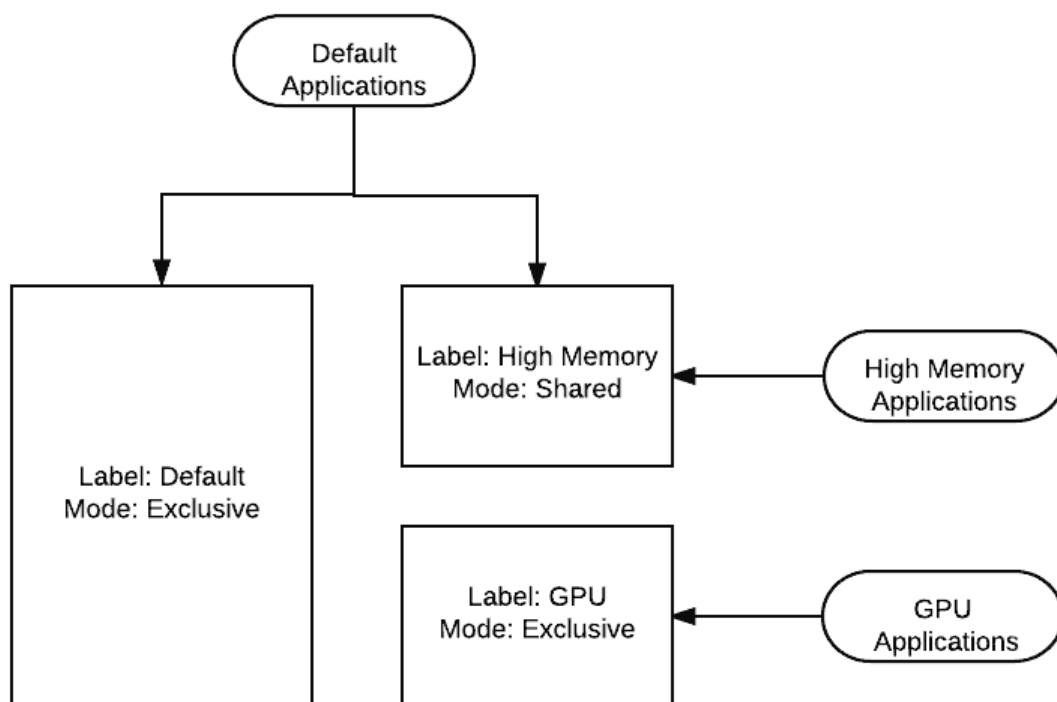 Default
Applications
Label: High Memory
Mode: Shared
High Memory
Applications
Label: Default
Mode: Exclusive
Label: GPU
Mode: Exclusive
GPU
Applications